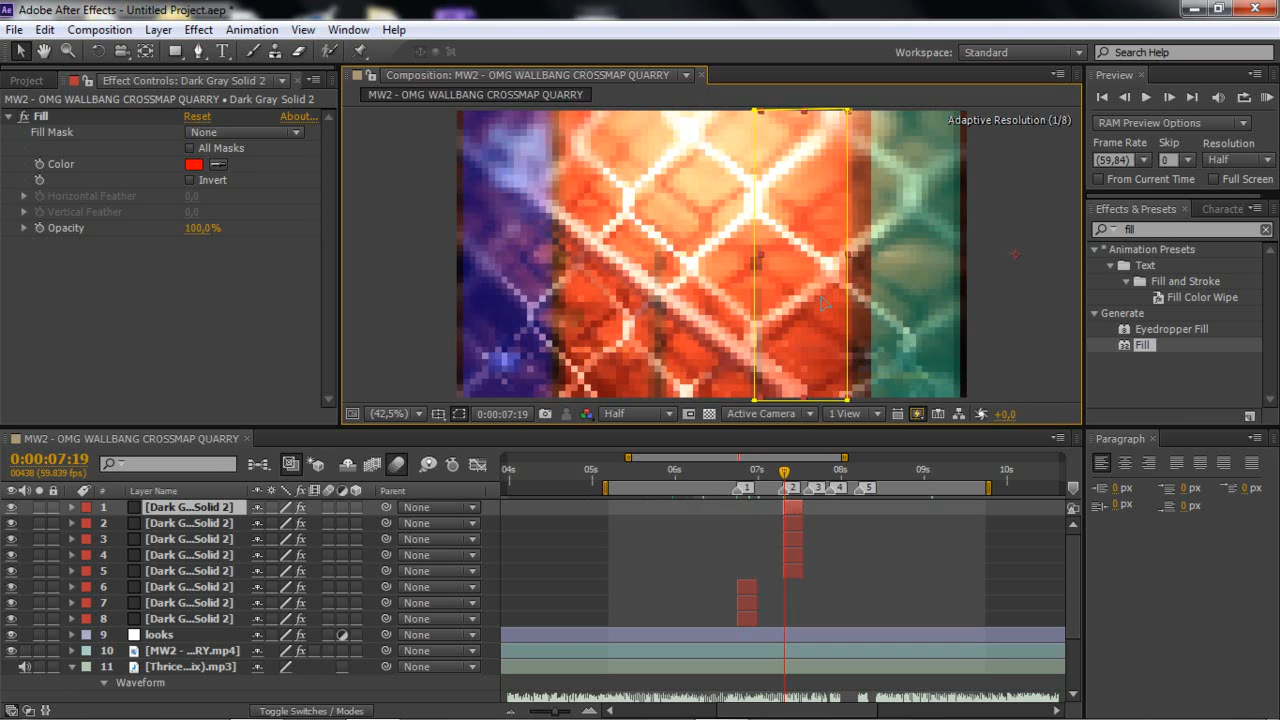 Adobe After Effects - Untitled Project.aep *
File Edit Composition Layer Effect Animation View Window Help
Workspace: Standard Search Help
Project Effect Controls: Dark Gray Solid 2
MW2 - OMG WALLBANG CROSSMAP QUARRY • Dark Gray Solid 2
fx Fill Reset About...
Fill Mask None
All Masks
Color
Invert
Horizontal Feather 0,0
Vertical Feather 0,0
Opacity 100,0%
Composition: MW2 - OMG WALLBANG CROSSMAP QUARRY
MW2 - OMG WALLBANG CROSSMAP QUARRY
Adaptive Resolution (1/8)
(42,5%) 0:00:07:19 Half Active Camera 1 View +0,0
Preview
RAM Preview Options
Frame Rate Skip Resolution
(59,84) 0 Half
From Current Time Full Screen
Effects & Presets Characte
fill
* Animation Presets
Text
Fill and Stroke
Fill Color Wipe
Generate
Eyedropper Fill
Fill
MW2 - OMG WALLBANG CROSSMAP QUARRY
0:00:07:19
00438 (59.839 fps)
04s 05s 06s 07s 08s 09s 10s
1 2 3 4 5
# Layer Name Parent
1 [Dark G...Solid 2] fx None
2 [Dark G...Solid 2] fx None
3 [Dark G...Solid 2] fx None
4 [Dark G...Solid 2] fx None
5 [Dark G...Solid 2] fx None
6 [Dark G...Solid 2] fx None
7 [Dark G...Solid 2] fx None
8 [Dark G...Solid 2] fx None
9 looks None
10 [MW2 - ...RY.mp4] fx None
11 [Thrice...ix).mp3] None
Waveform
Toggle Switches / Modes
Paragraph
0 px 0 px 0 px
0 px 0 px